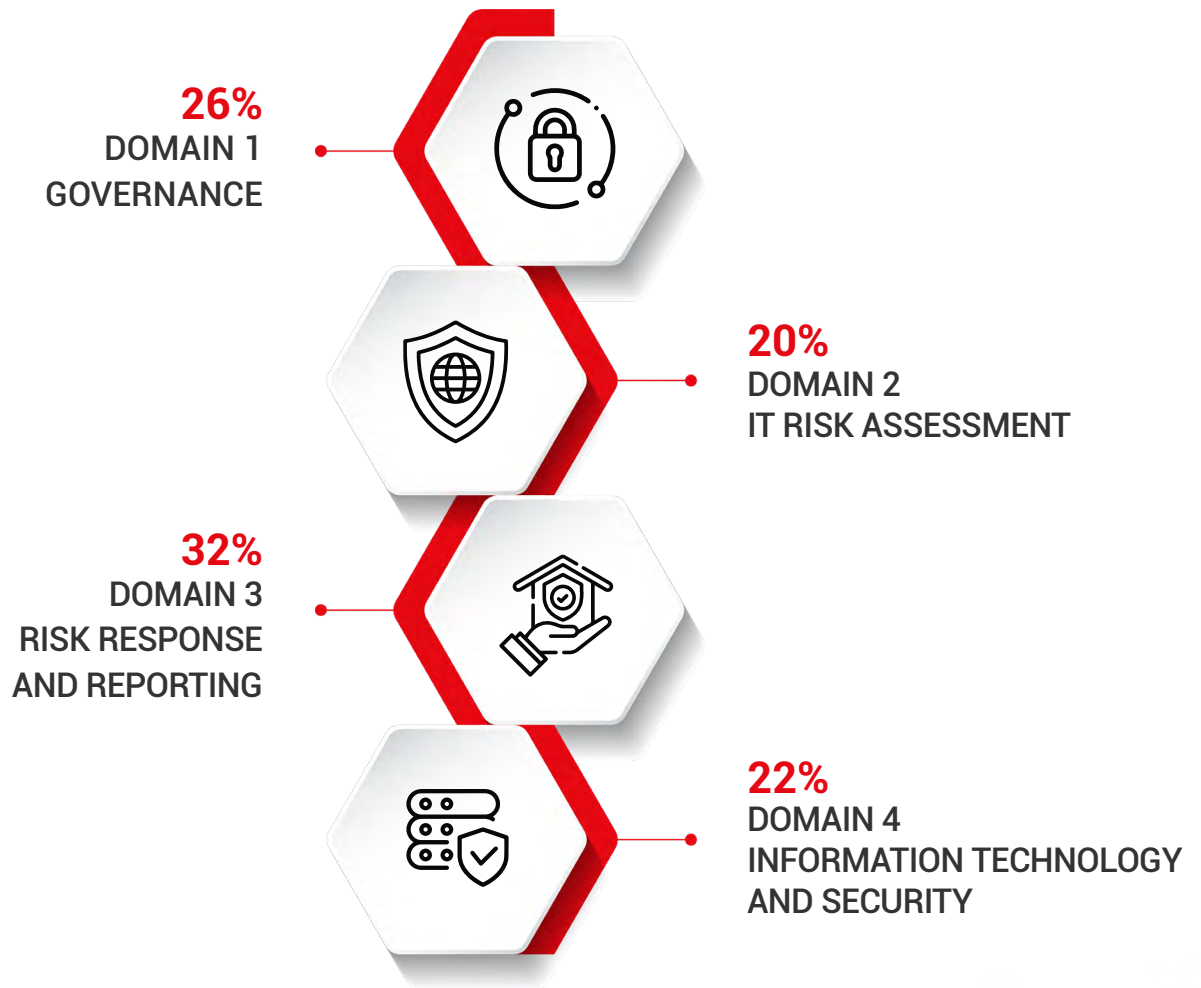 26%
DOMAIN 1
GOVERNANCE
20%
DOMAIN 2
IT RISK ASSESSMENT
32%
DOMAIN 3
RISK RESPONSE
AND REPORTING
22%
DOMAIN 4
INFORMATION TECHNOLOGY
AND SECURITY